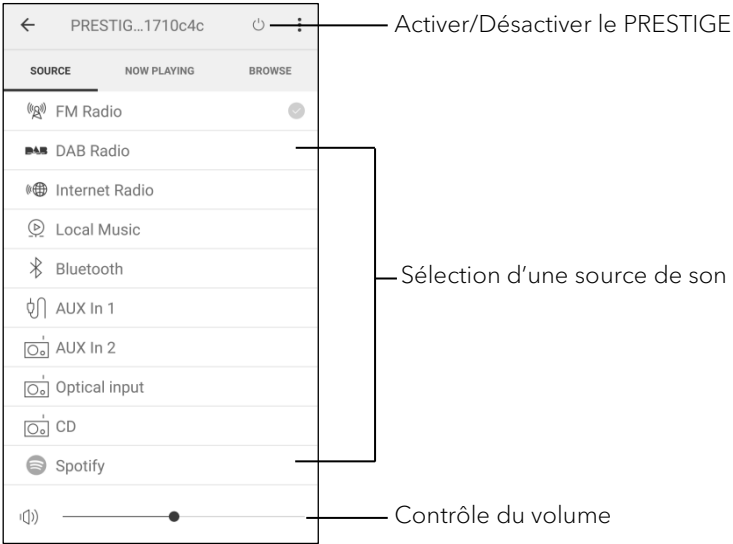 PRESTIG...1710c4c
Activer/Désactiver le PRESTIGE
SOURCE NOW PLAYING BROWSE
FM Radio
DAB DAB Radio
Internet Radio
Local Music
Bluetooth
Sélection d’une source de son
AUX In 1
AUX In 2
Optical input
CD
Spotify
Contrôle du volume